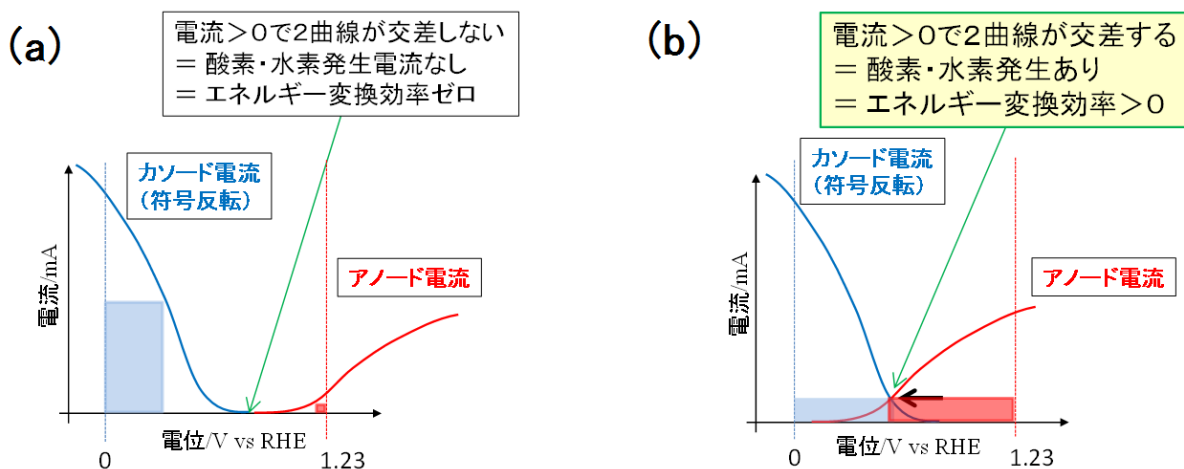 (a)
電流>0で2曲線が交差しない
= 酸素・水素発生電流なし
= エネルギー変換効率ゼロ
カソード電流
(符号反転)
アノード電流
電流/mA
電位/V vs RHE
0
1.23
(b)
電流>0で2曲線が交差する
= 酸素・水素発生あり
= エネルギー変換効率>0
カソード電流
(符号反転)
アノード電流
電流/mA
電位/V vs RHE
0
1.23